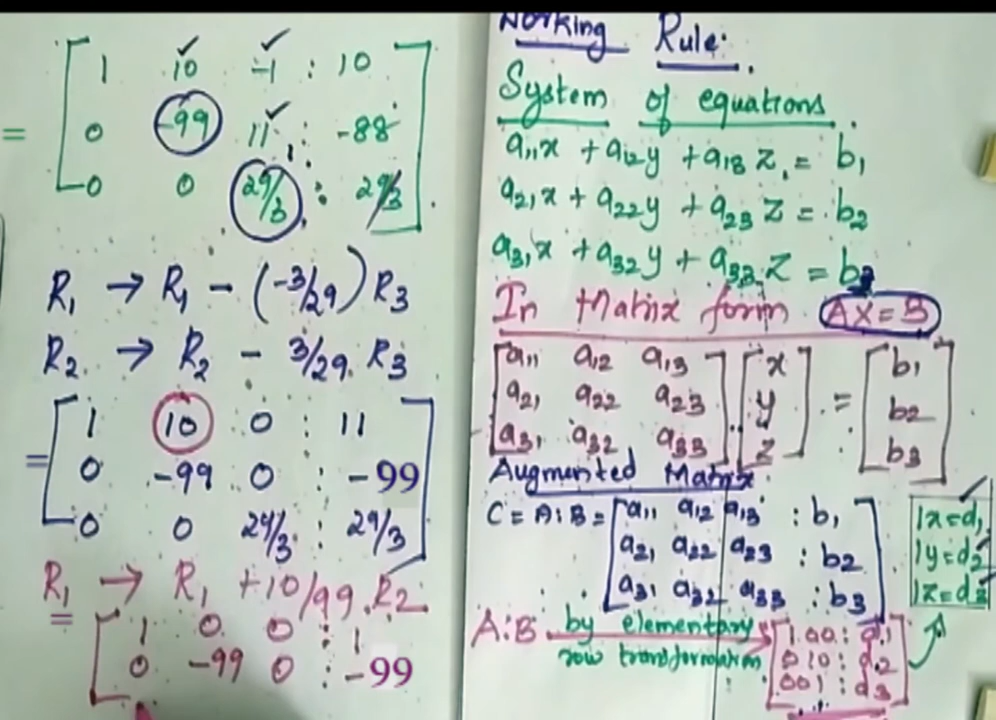 [ 1 10 -1 : 10 ]
= [ 0 -99 11 : -88 ]
[ 0 0 29/3 : 29/3 ]
R₁ → R₁ - (-3/29) R₃
R₂ → R₂ - 3/29. R₃
[ 1 10 0 : 11 ]
= [ 0 -99 0 : -99 ]
[ 0 0 29/3 : 29/3 ]
R₁ → R₁ +10/99.R₂
= [ 1 0 0 : 1
[ 0 -99 0 : -99
Working Rule:
System of equations.
a₁₁x + a₁₂y + a₁₃z = b₁
a₂₁x + a₂₂y + a₂₃z = b₂
a₃₁x + a₃₂y + a₃₃z = b₃
In Matrix form AX=B
[ a₁₁ a₁₂ a₁₃ ] [ x ] [ b₁ ]
[ a₂₁ a₂₂ a₂₃ ] [ y ] = [ b₂ ]
[ a₃₁ a₃₂ a₃₃ ] [ z ] [ b₃ ]
Augmented Matrix
C = A:B = [ a₁₁ a₁₂ a₁₃ : b₁ ]
[ a₂₁ a₂₂ a₂₃ : b₂ ]
[ a₃₁ a₃₂ a₃₃ : b₃ ]
x=d₁
y=d₂
z=d₃
A:B by elementary [ 1 0 0 : d₁ ]
row transformation [ 0 1 0 : d₂ ]
[ 0 0 1 : d₃ ]